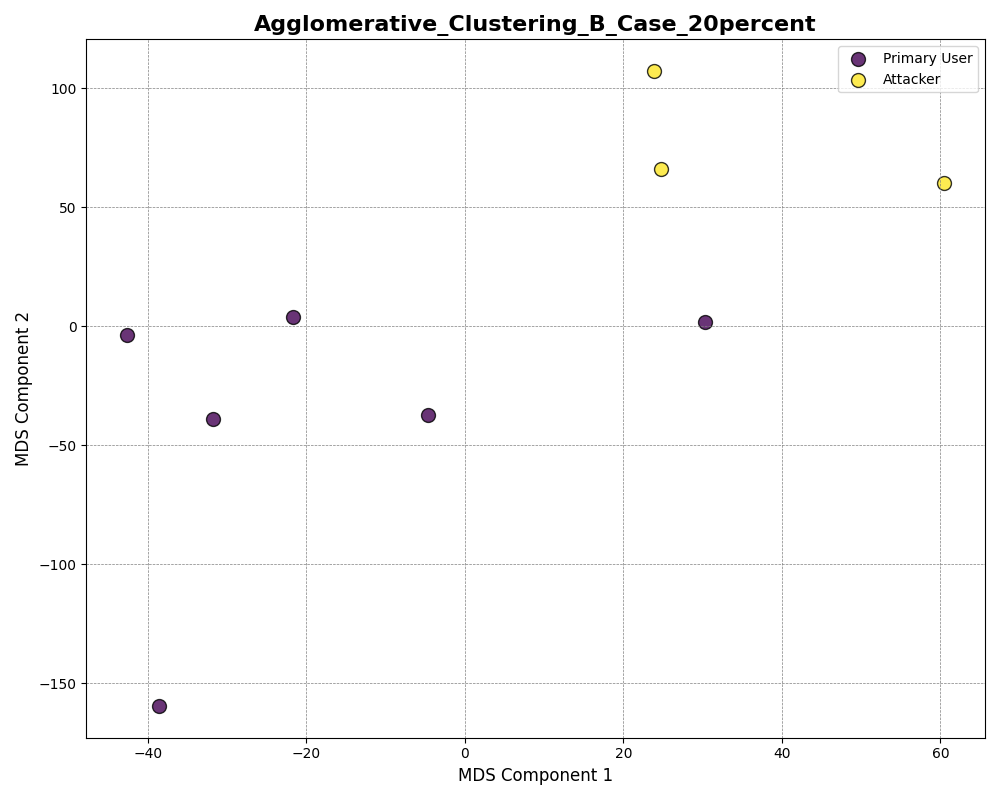 Agglomerative_Clustering_B_Case_20percent
Primary User
Attacker
MDS Component 2
100
50
0
−50
−100
−150
−40
−20
0
20
40
60
MDS Component 1